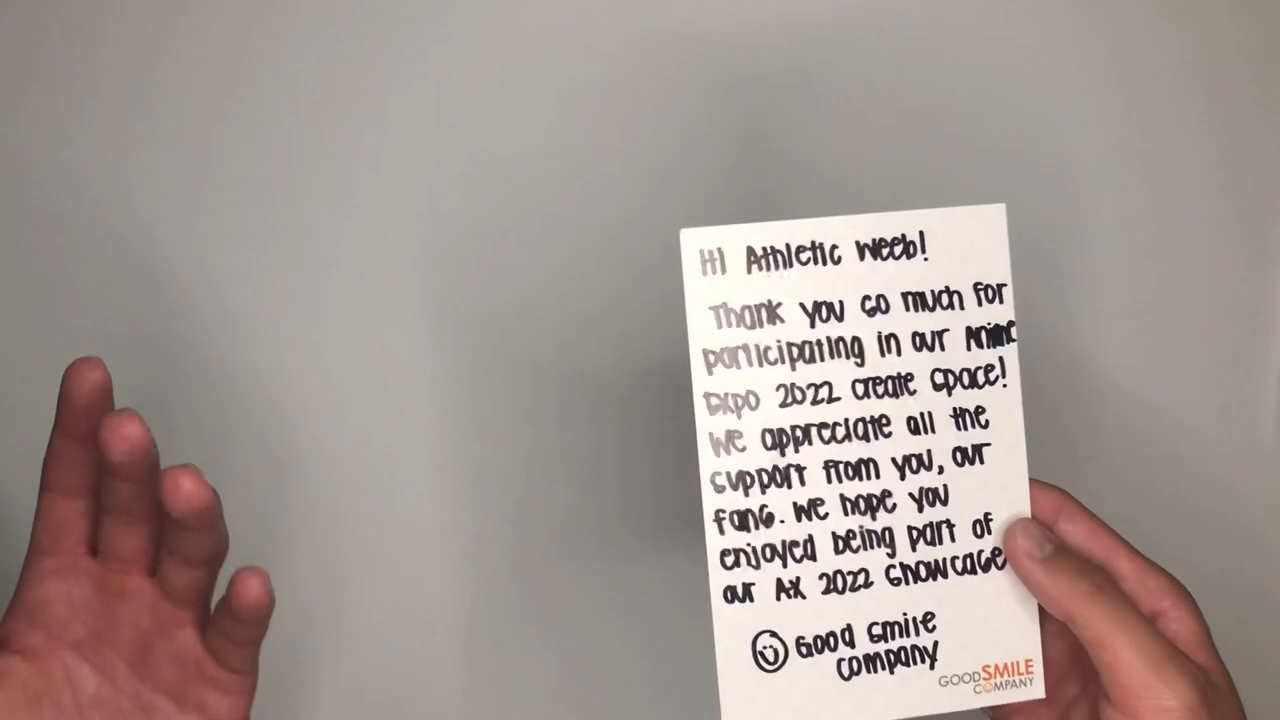 Hi Athletic Weeb!
Thank you so much for
participating in our Anime
Expo 2022 create space!
We appreciate all the
support from you, our
fans. We hope you
enjoyed being part of
our AX 2022 showcase
Good Smile
company
GOODSMILE
COMPANY